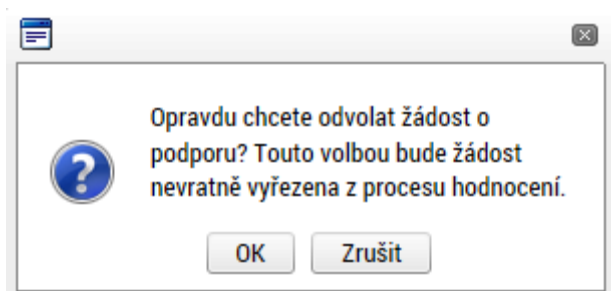 Opravdu chcete odvolat žádost o
podporu? Touto volbou bude žádost
nevratně vyřezena z procesu hodnocení.
OK Zrušit